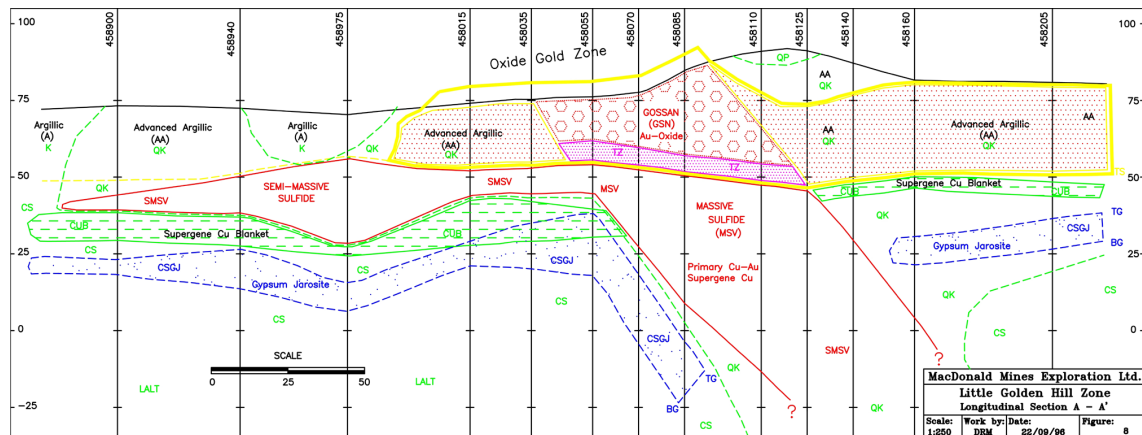 100
458900
458940
458975
458015
458035
458055
458070
458085
458110
458125
458140
458160
458205
100
Oxide Gold Zone
QP
AA
QK
75
Argillic
(A)
K
Advanced Argillic
(AA)
QK
Argillic
(A)
QK
QK
Advanced Argillic
(AA)
QK
GOSSAN
(GSN)
Au-Oxide
TZ
TZ
AA
QK
Advanced Argillic
(AA)
QK
AA
75
50
QK
SMSV
SEMI-MASSIVE
SULFIDE
SMSV
MSV
MASSIVE
SULFIDE
(MSV)
Supergene Cu Blanket
CUB
CUB
TS
50
CS
CUB
CS
Supergene Cu Blanket
CS
CUB
QK
TG
Gypsum Jarosite
CSGJ
BG
25
CSGJ
Gypsum Jarosite
CS
CSGJ
Primary Cu-Au
Supergene Cu
25
0
CS
CS
CSGJ
QK
SMSV
QK
CS
0
SCALE
0
25
50
LALT
LALT
TG
BG
QK
CS
?
QK
?
-25
MacDonald Mines Exploration Ltd.
Little Golden Hill Zone
Longitudinal Section A - A'
Scale:
1:250
Work by:
DRM
Date:
22/09/96
Figure:
8